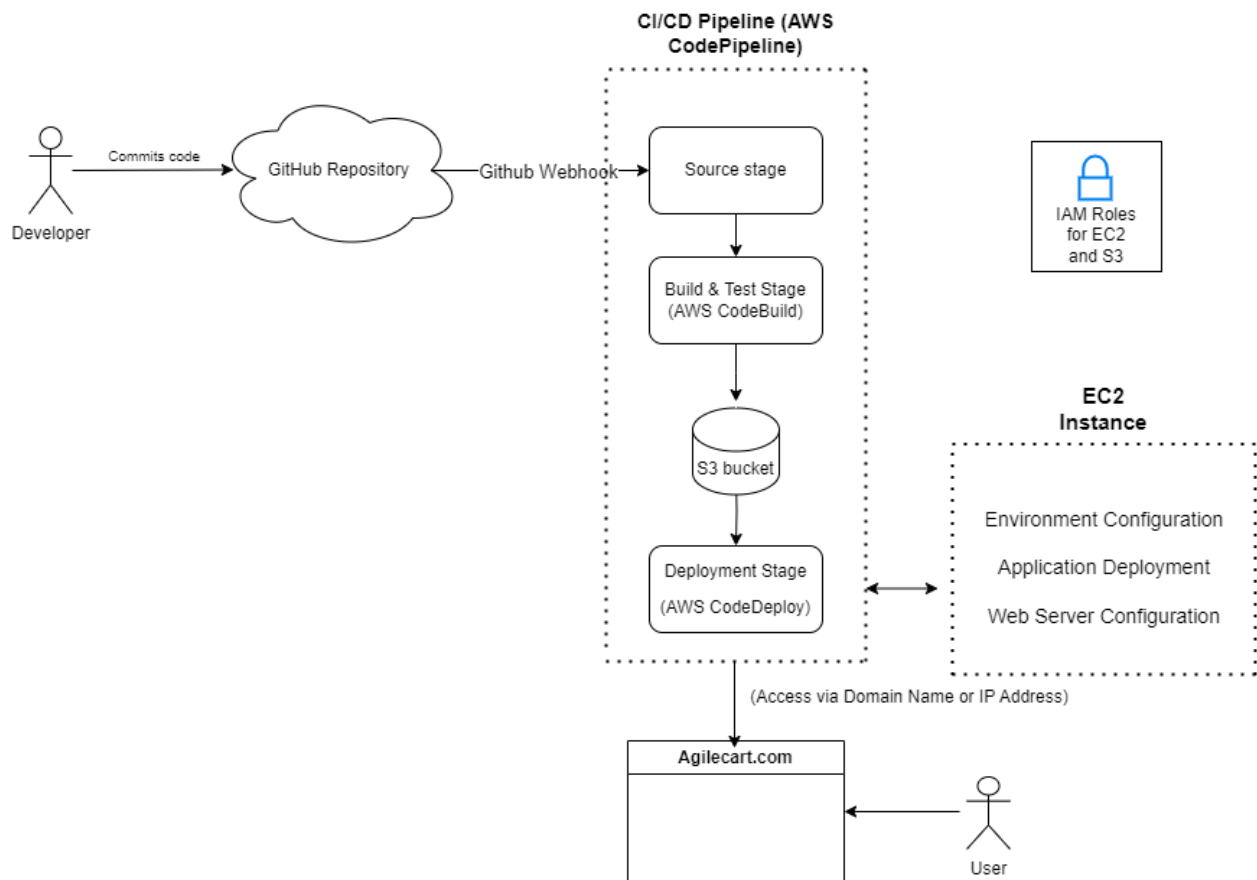 CI/CD Pipeline (AWS
CodePipeline)
Commits code
GitHub Repository
Github Webhook
Source stage
Developer
IAM Roles
for EC2
and S3
Build & Test Stage
(AWS CodeBuild)
EC2
Instance
S3 bucket
Environment Configuration
Application Deployment
Web Server Configuration
Deployment Stage
(AWS CodeDeploy)
(Access via Domain Name or IP Address)
Agilecart.com
User